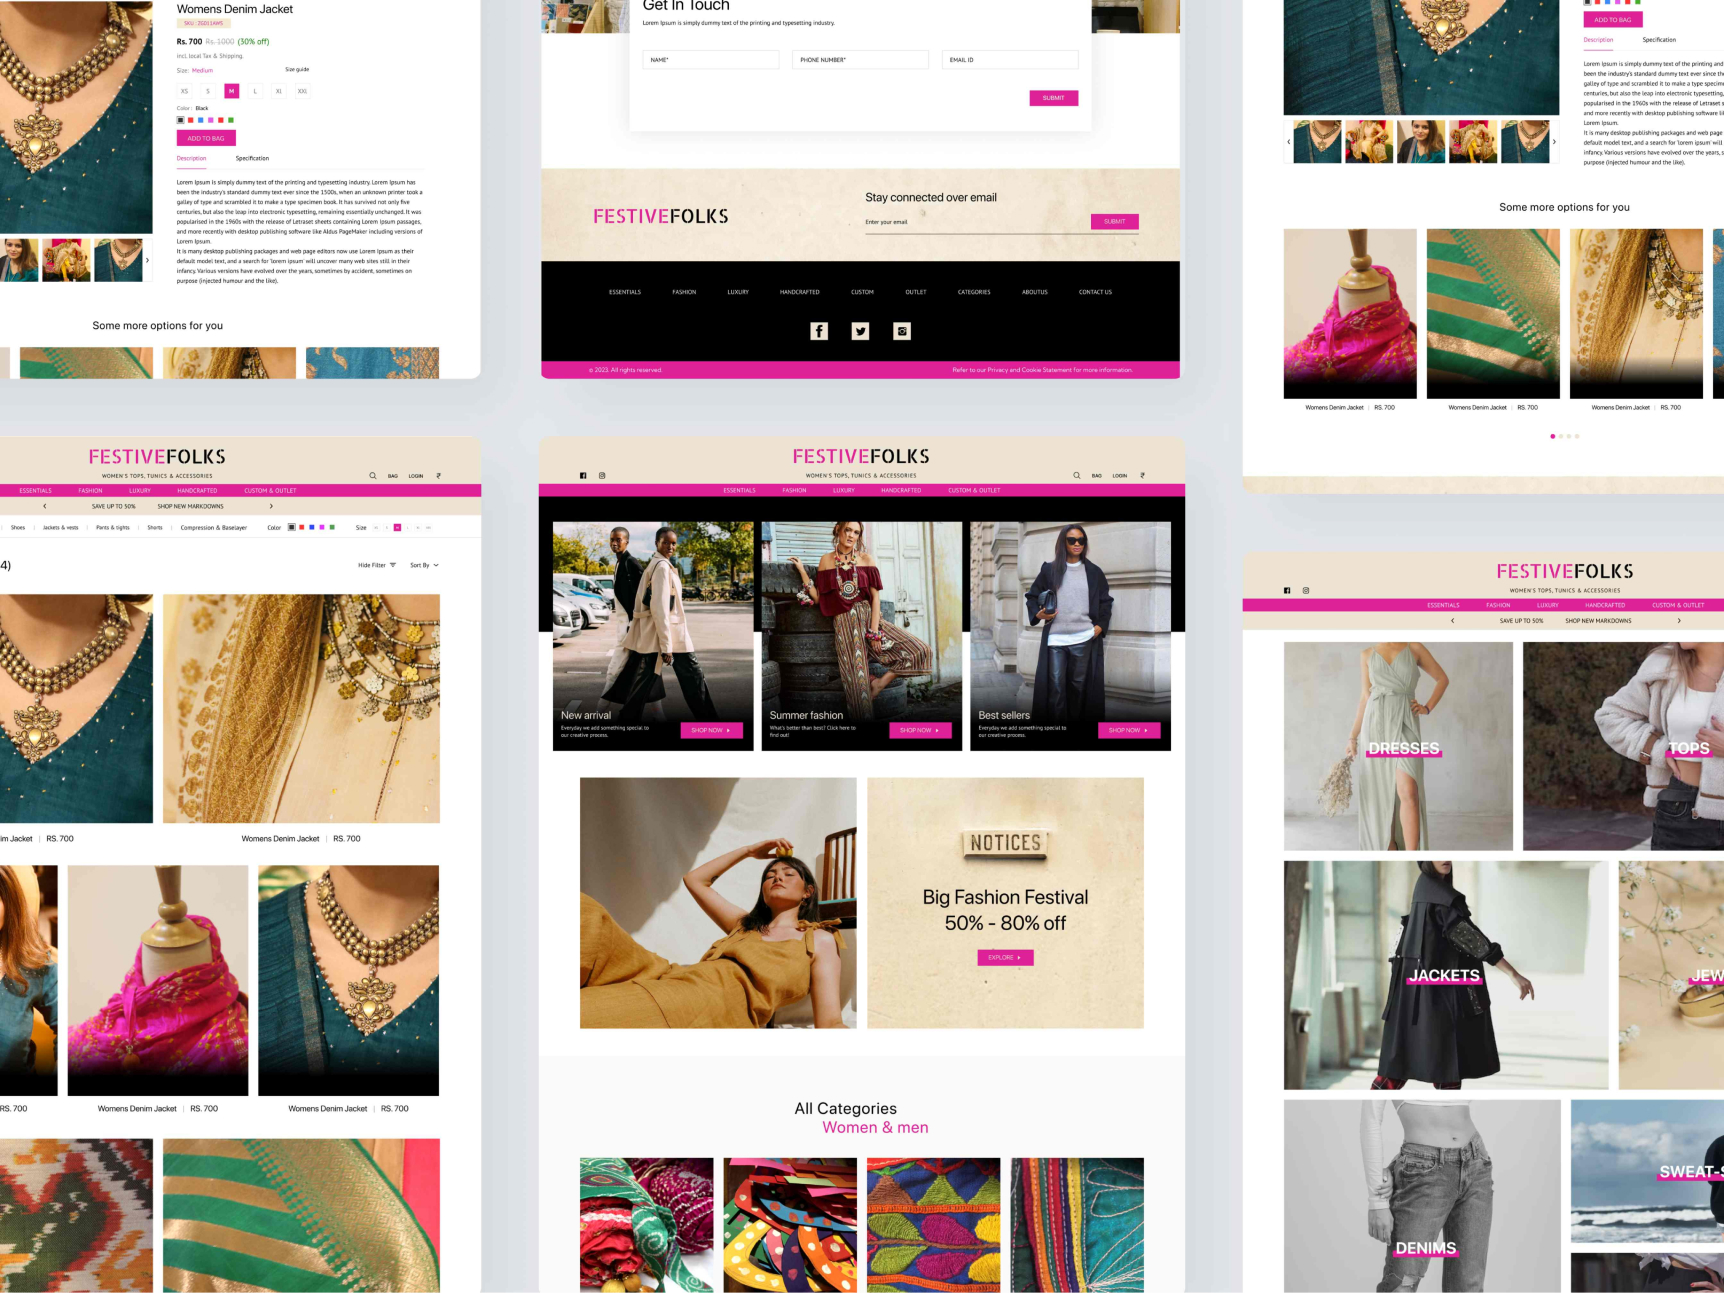 Womens Denim Jacket
SKU : JGD114W5
Rs. 700 Rs. 1000 (30% off)
incl. local Tax & Shipping.
Size: Medium Size guide
XS S M L XL XXL
Color: Black
ADD TO BAG
Description Specification
Lorem Ipsum is simply dummy text of the printing and typesetting industry. Lorem Ipsum has
been the industry's standard dummy text ever since the 1500s, when an unknown printer took a
galley of type and scrambled it to make a type specimen book. It has survived not only five
centuries, but also the leap into electronic typesetting, remaining essentially unchanged. It was
popularised in the 1960s with the release of Letraset sheets containing Lorem Ipsum passages,
and more recently with desktop publishing software like Aldus PageMaker including versions of
Lorem Ipsum.
It is many desktop publishing packages and web page editors now use Lorem Ipsum as their
default model text, and a search for 'lorem ipsum' will uncover many web sites still in their
infancy. Various versions have evolved over the years, sometimes by accident, sometimes on
purpose (injected humour and the like).
Some more options for you
Get In Touch
Lorem Ipsum is simply dummy text of the printing and typesetting industry.
NAME* PHONE NUMBER* EMAIL ID
SUBMIT
FESTIVEFOLKS
Stay connected over email
Enter your email SUBMIT
ESSENTIALS FASHION LUXURY HANDCRAFTED CUSTOM OUTLET CATEGORIES ABOUTUS CONTACT US
© 2023. All rights reserved. Refer to our Privacy and Cookie Statement for more information.
ADD TO BAG
Description Specification
Lorem Ipsum is simply dummy text of the printing and
been the industry's standard dummy text ever since the
galley of type and scrambled it to make a type specim
centuries, but also the leap into electronic typesetting,
popularised in the 1960s with the release of Letraset s
and more recently with desktop publishing software li
Lorem Ipsum.
It is many desktop publishing packages and web page
default model text, and a search for 'lorem ipsum' will
infancy. Various versions have evolved over the years, s
purpose (injected humour and the like).
Some more options for you
Womens Denim Jacket | RS. 700
Womens Denim Jacket | RS. 700
Womens Denim Jacket | RS. 700
FESTIVEFOLKS
WOMEN'S TOPS, TUNICS & ACCESSORIES
BAG LOGIN ₹
ESSENTIALS FASHION LUXURY HANDCRAFTED CUSTOM & OUTLET
SAVE UP TO 50% SHOP NEW MARKDOWNS
Shoes | Jackets & vests | Pants & tights | Shorts | Compression & Baselayer Color Size
4)
Hide Filter Sort By
im Jacket | RS. 700
Womens Denim Jacket | RS. 700
RS. 700
Womens Denim Jacket | RS. 700
Womens Denim Jacket | RS. 700
FESTIVEFOLKS
WOMEN'S TOPS, TUNICS & ACCESSORIES
BAG LOGIN ₹
ESSENTIALS FASHION LUXURY HANDCRAFTED CUSTOM & OUTLET
New arrival
Everyday we add something special to
our creative process.
SHOP NOW
Summer fashion
What's better than best? Click here to
find out!
SHOP NOW
Best sellers
Everyday we add something special to
our creative process.
SHOP NOW
NOTICES
Big Fashion Festival
50% - 80% off
EXPLORE
All Categories
Women & men
FESTIVEFOLKS
WOMEN'S TOPS, TUNICS & ACCESSORIES
ESSENTIALS FASHION LUXURY HANDCRAFTED CUSTOM & OUTLET
SAVE UP TO 50% SHOP NEW MARKDOWNS
DRESSES
TOPS
JACKETS
JEW
DENIMS
SWEAT-S